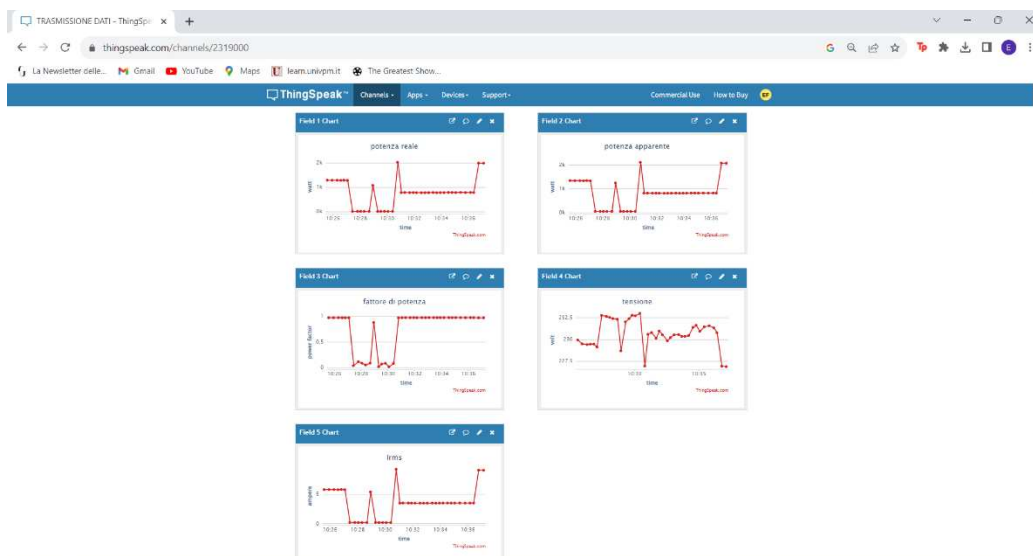 TRASMISSIONE DATI - ThingSpe
thingspeak.com/channels/2319000
La Newsletter delle... Gmail YouTube Maps learn.univpm.it The Greatest Show...
ThingSpeak™ Channels Apps Devices Support Commercial Use How to Buy EF
Field 1 Chart
potenza reale
2k
1k
0k
watt
10:26 10:28 10:30 10:32 10:34 10:36
time
ThingSpeak.com
Field 2 Chart
potenza apparente
2k
1k
0k
watt
10:26 10:28 10:30 10:32 10:34 10:36
time
ThingSpeak.com
Field 3 Chart
fattore di potenza
1
0.5
0
power factor
10:26 10:28 10:30 10:32 10:34 10:36
time
ThingSpeak.com
Field 4 Chart
tensione
232.5
230
227.5
volt
10:30 10:35
time
ThingSpeak.com
Field 5 Chart
Irms
5
0
ampere
10:26 10:28 10:30 10:32 10:34 10:36
time
ThingSpeak.com